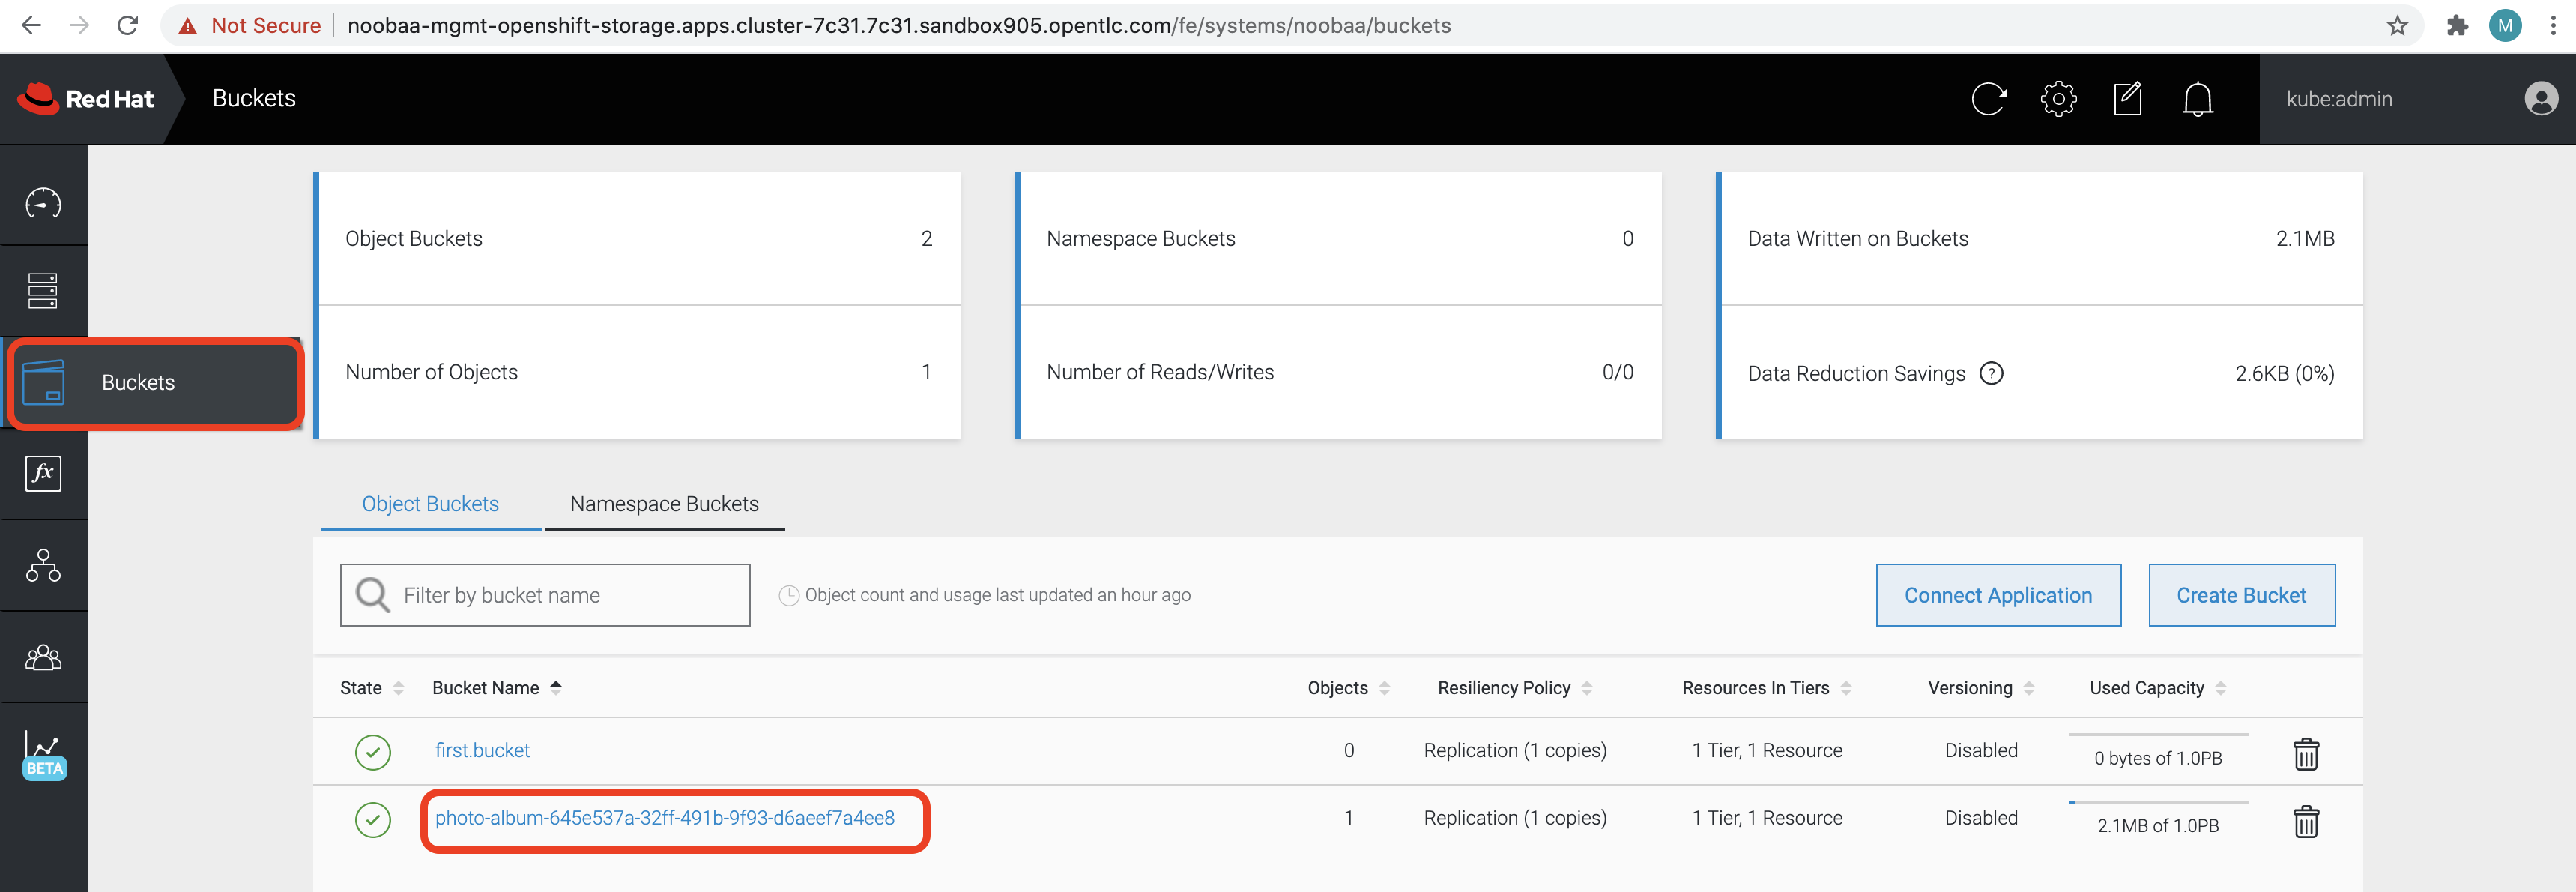 Not Secure noobaa-mgmt-openshift-storage.apps.cluster-7c31.7c31.sandbox905.opentlc.com/fe/systems/noobaa/buckets
M
Red Hat
Buckets
kube:admin
Object Buckets 2
Namespace Buckets 0
Data Written on Buckets 2.1MB
Buckets
Number of Objects 1
Number of Reads/Writes 0/0
Data Reduction Savings ? 2.6KB (0%)
fx
Object Buckets Namespace Buckets
Filter by bucket name Object count and usage last updated an hour ago Connect Application Create Bucket
State Bucket Name Objects Resiliency Policy Resources In Tiers Versioning Used Capacity
first.bucket 0 Replication (1 copies) 1 Tier, 1 Resource Disabled 0 bytes of 1.0PB
BETA
photo-album-645e537a-32ff-491b-9f93-d6aeef7a4ee8 1 Replication (1 copies) 1 Tier, 1 Resource Disabled 2.1MB of 1.0PB